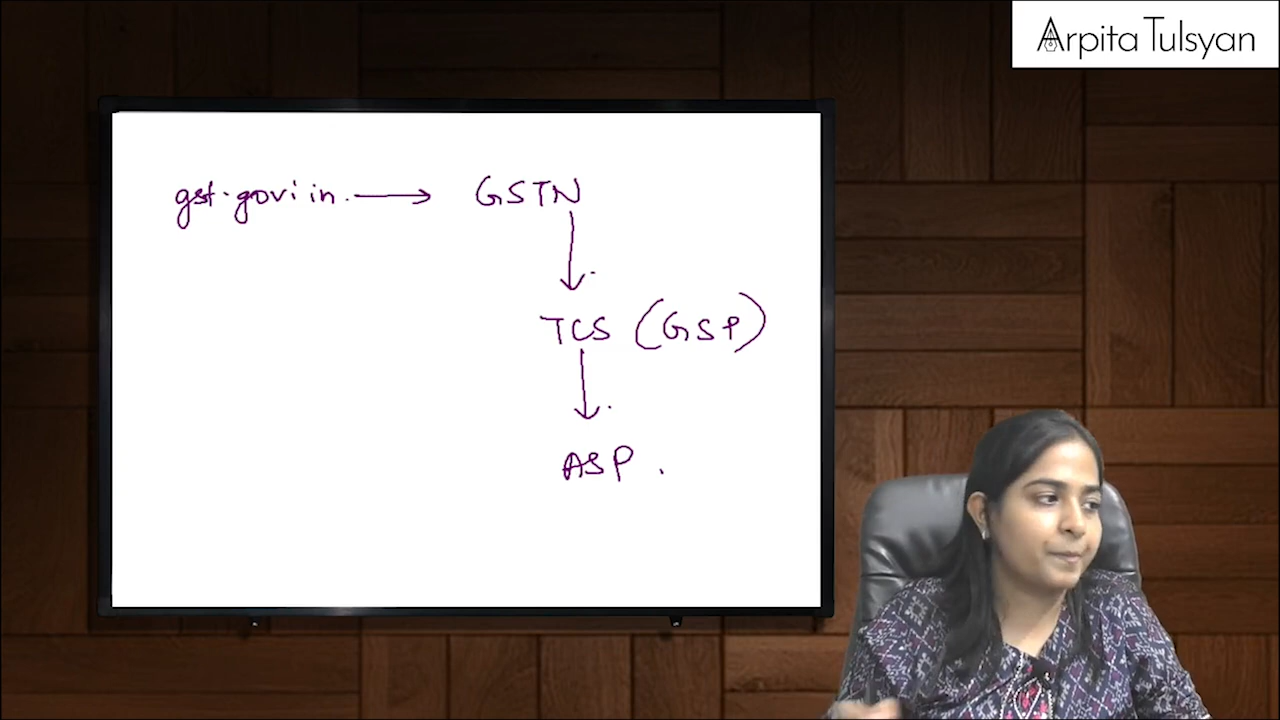 Arpita Tulsyan
gst.gov.in. → GSTN
TCS (GSP)
ASP.